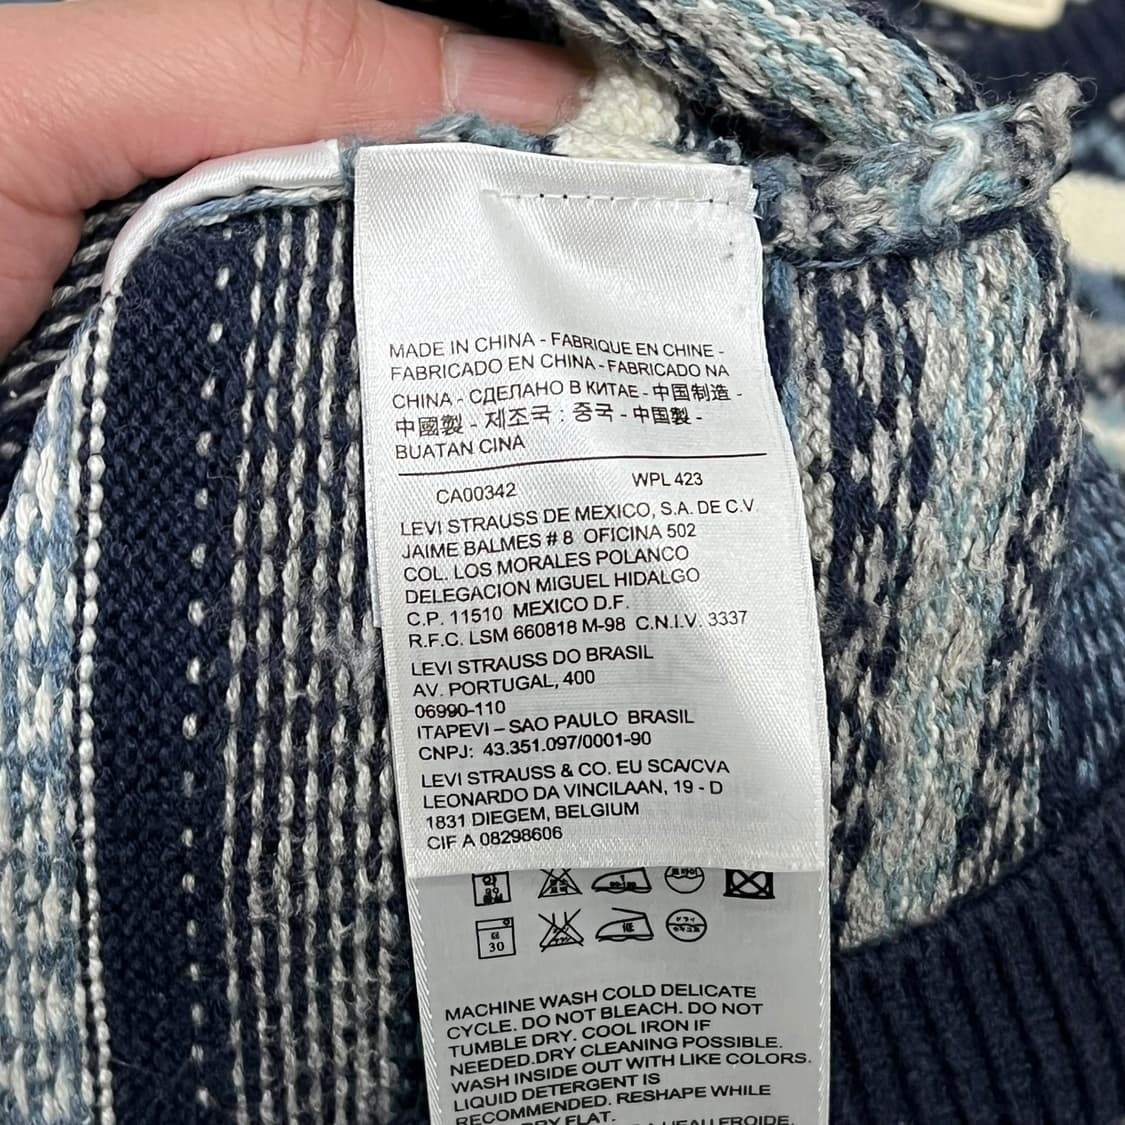 MADE IN CHINA - FABRIQUE EN CHINE -
FABRICADO EN CHINA - FABRICADO NA
CHINA - СДЕЛАНО В КИТАЕ - 中国制造 -
中國製 - 제조국 : 중국 - 中国製 -
BUATAN CINA
CA00342 WPL 423
LEVI STRAUSS DE MEXICO, S.A. DE C.V.
JAIME BALMES # 8 OFICINA 502
COL. LOS MORALES POLANCO
DELEGACION MIGUEL HIDALGO
C.P. 11510 MEXICO D.F.
R.F.C. LSM 660818 M-98 C.N.I.V. 3337
LEVI STRAUSS DO BRASIL
AV. PORTUGAL, 400
06990-110
ITAPEVI – SAO PAULO BRASIL
CNPJ: 43.351.097/0001-90
LEVI STRAUSS & CO. EU SCA/CVA
LEONARDO DA VINCILAAN, 19 - D
1831 DIEGEM, BELGIUM
CIF A 08298606
30
低
MACHINE WASH COLD DELICATE
CYCLE. DO NOT BLEACH. DO NOT
TUMBLE DRY. COOL IRON IF
NEEDED.DRY CLEANING POSSIBLE.
WASH INSIDE OUT WITH LIKE COLORS.
LIQUID DETERGENT IS
RECOMMENDED. RESHAPE WHILE
DRY FLAT.
L'EAU FROIDE,